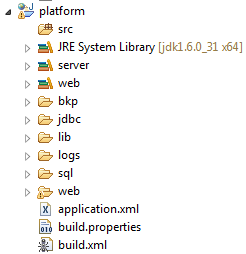 platform
src
JRE System Library [jdk1.6.0_31 x64]
server
web
bkp
jdbc
lib
logs
sql
web
application.xml
build.properties
build.xml